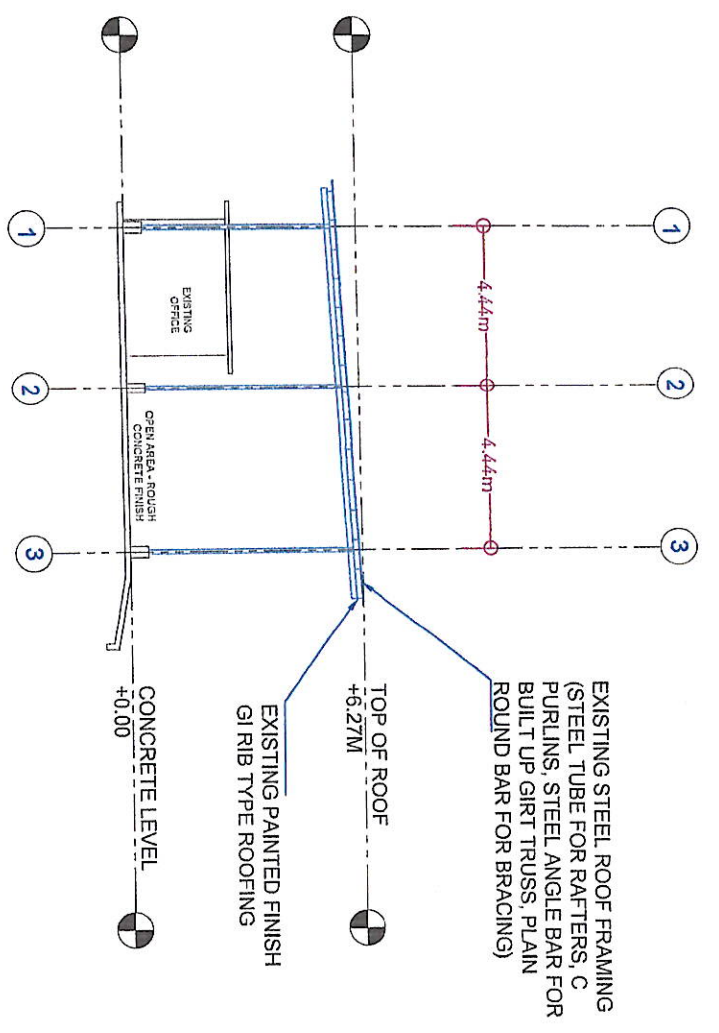 1
2
3
4.44m
4.44m
EXISTING STEEL ROOF FRAMING
(STEEL TUBE FOR RAFTERS, C
PURLINS, STEEL ANGLE BAR FOR
BUILT UP GIRT TRUSS, PLAIN
ROUND BAR FOR BRACING)
TOP OF ROOF
+6.27M
EXISTING PAINTED FINISH
GI RIB TYPE ROOFING
EXISTING
OFFICE
OPEN AREA - ROUGH
CONCRETE FINISH
CONCRETE LEVEL
+0.00
1
2
3